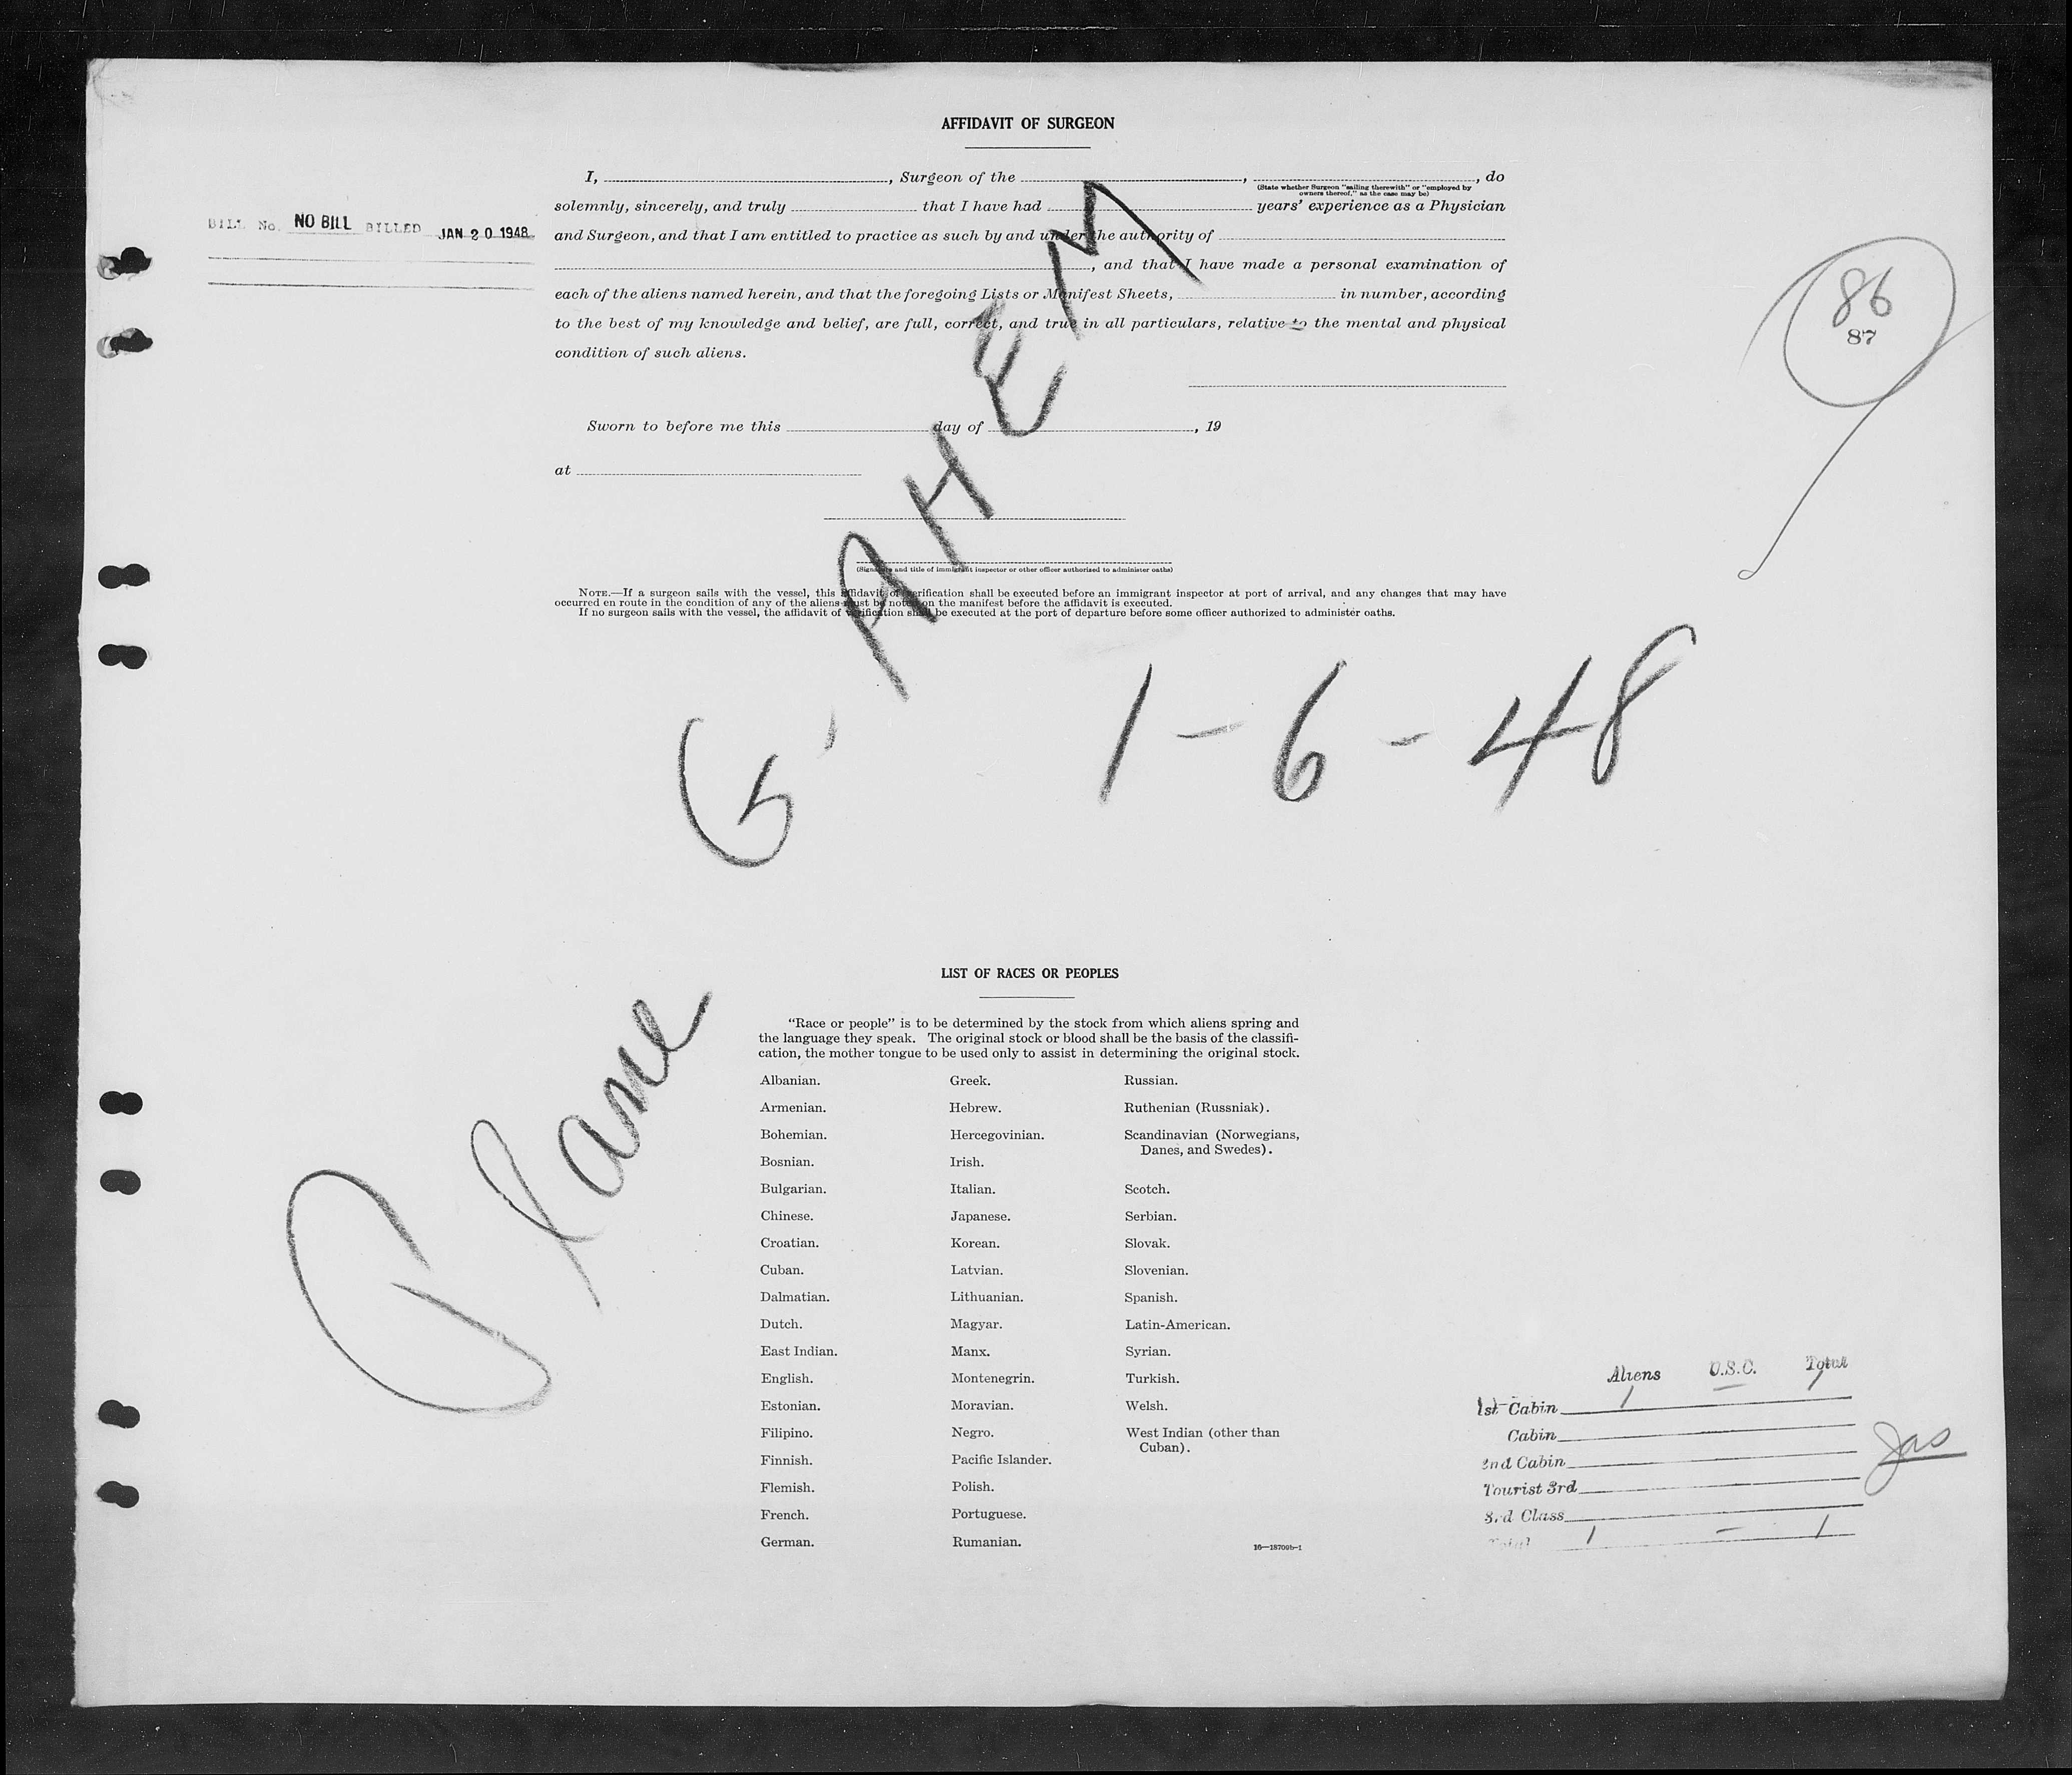 AFFIDAVIT OF SURGEON
I, , Surgeon of the , , do
(State whether Surgeon "sailing therewith" or "employed by
owners thereof," as the case may be)
solemnly, sincerely, and truly that I have had years' experience as a Physician
and Surgeon, and that I am entitled to practice as such by and under the authority of
, and that I have made a personal examination of
each of the aliens named herein, and that the foregoing Lists or Manifest Sheets, in number, according
to the best of my knowledge and belief, are full, correct, and true in all particulars, relative to the mental and physical
condition of such aliens.
BILL No. NO BILL BILLED JAN 20 1948
86
87
Sworn to before me this day of , 19
at
(Signature and title of immigrant inspector or other officer authorized to administer oaths)
NOTE.—If a surgeon sails with the vessel, this affidavit of verification shall be executed before an immigrant inspector at port of arrival, and any changes that may have
occurred en route in the condition of any of the aliens must be noted on the manifest before the affidavit is executed.
If no surgeon sails with the vessel, the affidavit of verification shall be executed at the port of departure before some officer authorized to administer oaths.
Plane G-AHEM
1-6-48
LIST OF RACES OR PEOPLES
"Race or people" is to be determined by the stock from which aliens spring and
the language they speak. The original stock or blood shall be the basis of the classifi-
cation, the mother tongue to be used only to assist in determining the original stock.
Albanian.
Armenian.
Bohemian.
Bosnian.
Bulgarian.
Chinese.
Croatian.
Cuban.
Dalmatian.
Dutch.
East Indian.
English.
Estonian.
Filipino.
Finnish.
Flemish.
French.
German.
Greek.
Hebrew.
Hercegovinian.
Irish.
Italian.
Japanese.
Korean.
Latvian.
Lithuanian.
Magyar.
Manx.
Montenegrin.
Moravian.
Negro.
Pacific Islander.
Polish.
Portuguese.
Rumanian.
Russian.
Ruthenian (Russniak).
Scandinavian (Norwegians,
Danes, and Swedes).
Scotch.
Serbian.
Slovak.
Slovenian.
Spanish.
Latin-American.
Syrian.
Turkish.
Welsh.
West Indian (other than
Cuban).
16—18709b-1
Aliens U.S.C. Total
1st Cabin 1 — 1
Cabin
2nd Cabin
Tourist 3rd
3rd Class
Total 1 — 1